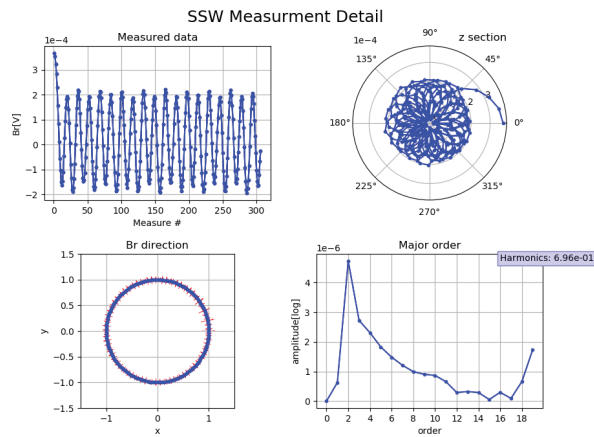 SSW Measurment Detail
Measured data
1e−4
Br[V]
3
2
1
0
−1
−2
0 50 100 150 200 250 300
Measure #
z section
1e−4
90°
135° 45°
180° 0°
225° 315°
270°
2
3
Br direction
1.5
1.0
0.5
0.0
−0.5
−1.0
−1.5
y
−1 0 1
x
Major order
1e−6
Harmonics: 6.96e-01
amplitude[log]
4
3
2
1
0
0 2 4 6 8 10 12 14 16 18
order